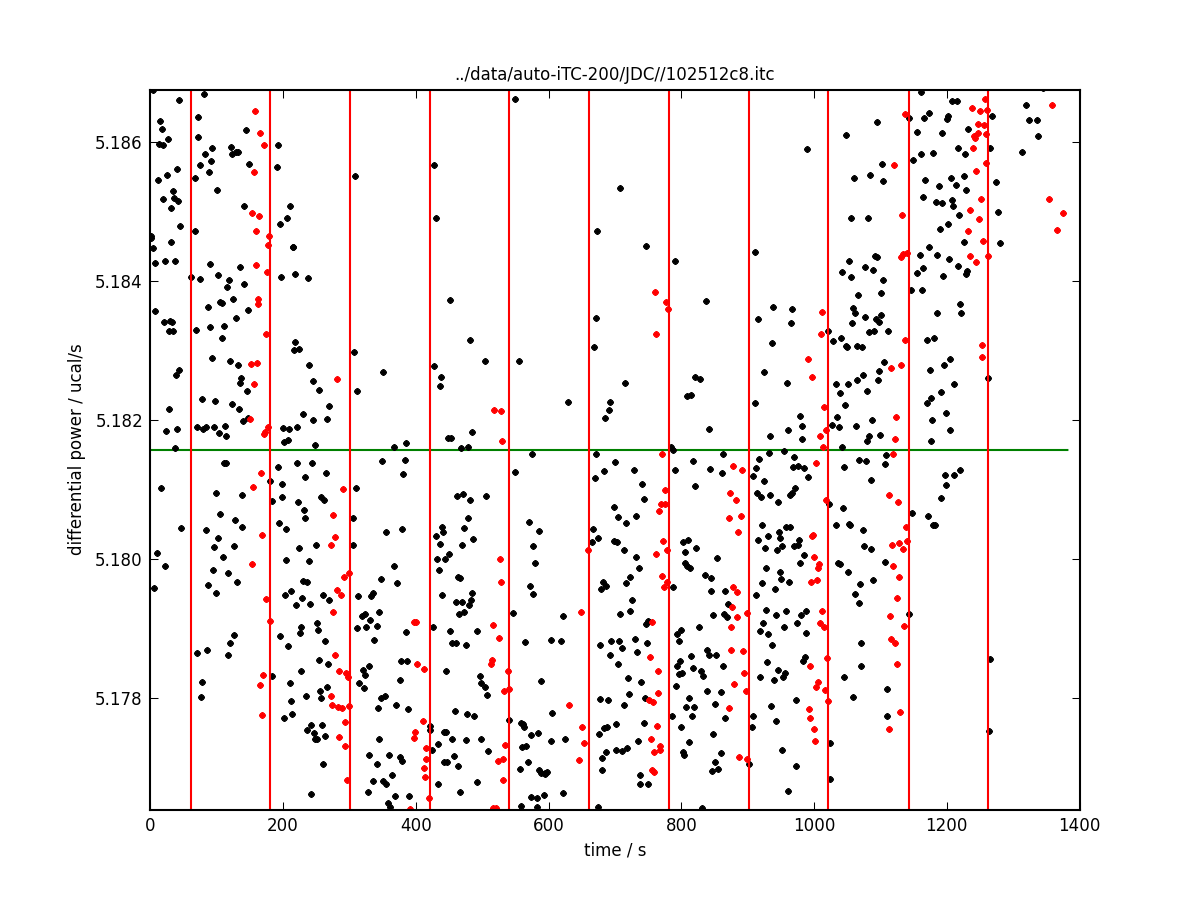 ../data/auto-iTC-200/JDC//102512c8.itc
differential power / ucal/s
5.186
5.184
5.182
5.180
5.178
0 200 400 600 800 1000 1200 1400
time / s